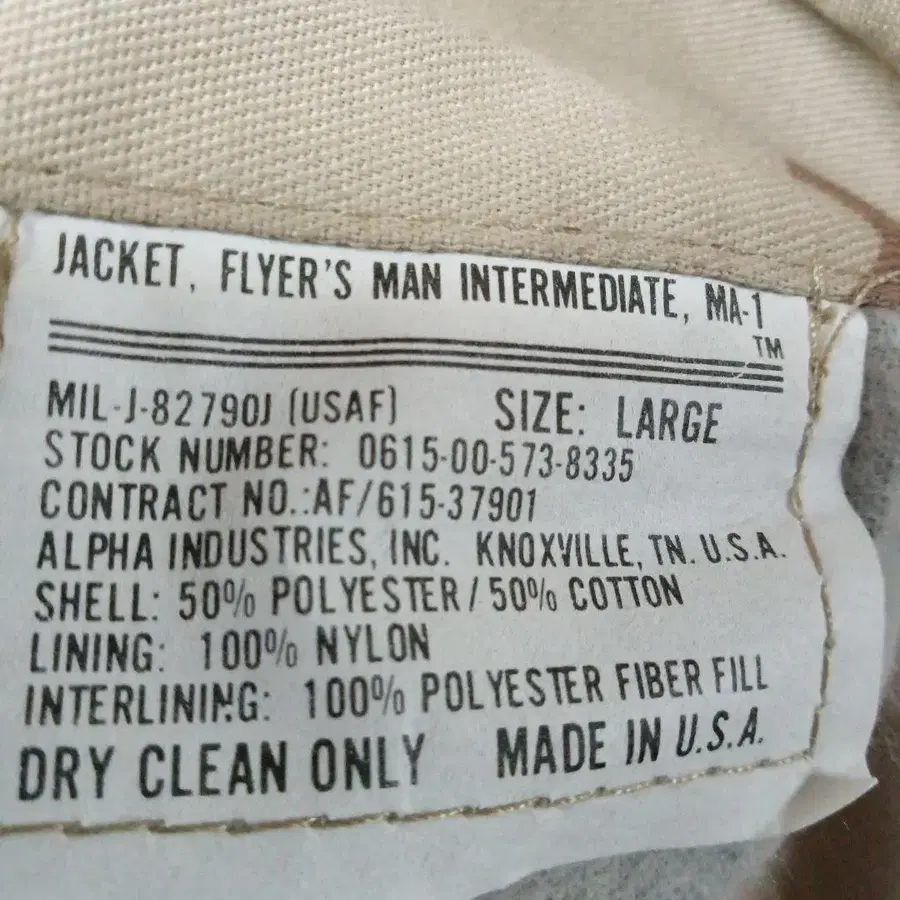 JACKET, FLYER'S MAN INTERMEDIATE, MA-1
TM
MIL-J-82790J (USAF) SIZE: LARGE
STOCK NUMBER: 0615-00-573-8335
CONTRACT NO.:AF/615-37901
ALPHA INDUSTRIES, INC. KNOXVILLE, TN. U.S.A.
SHELL: 50% POLYESTER / 50% COTTON
LINING: 100% NYLON
INTERLINING: 100% POLYESTER FIBER FILL
DRY CLEAN ONLY MADE IN U.S.A.